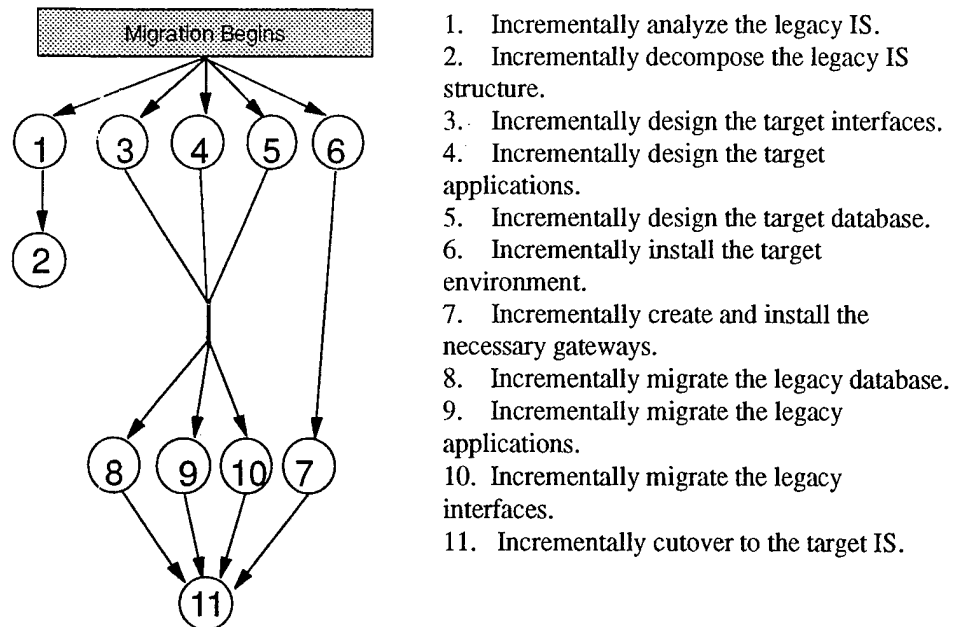 Migration Begins
1
3
4
5
6
2
8
9
10
7
11
1. Incrementally analyze the legacy IS.
2. Incrementally decompose the legacy IS
structure.
3. Incrementally design the target interfaces.
4. Incrementally design the target
applications.
5. Incrementally design the target database.
6. Incrementally install the target
environment.
7. Incrementally create and install the
necessary gateways.
8. Incrementally migrate the legacy database.
9. Incrementally migrate the legacy
applications.
10. Incrementally migrate the legacy
interfaces.
11. Incrementally cutover to the target IS.